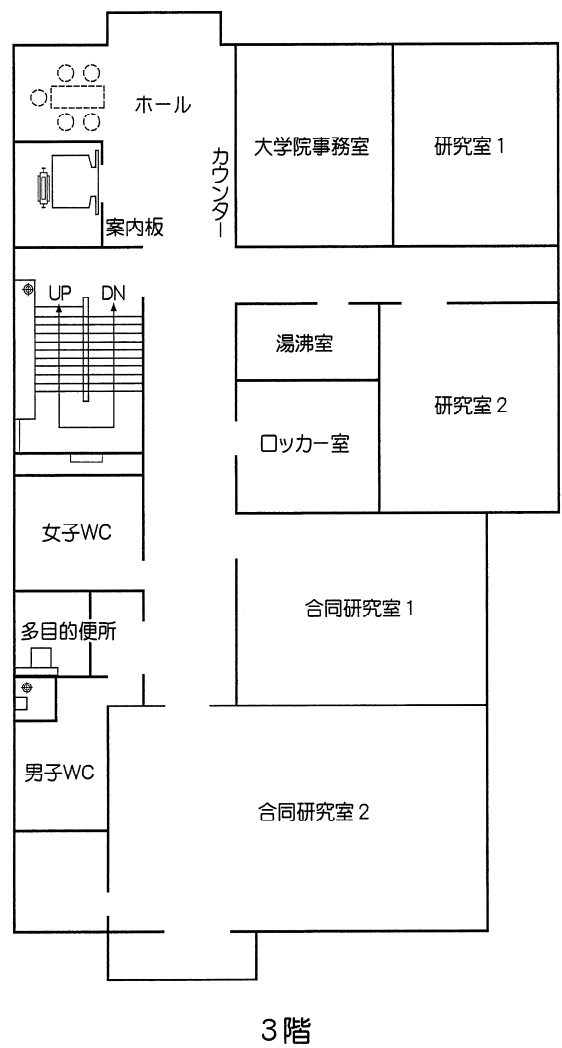 ホール
カウンター
大学院事務室
研究室1
案内板
UP
DN
湯沸室
研究室2
ロッカー室
女子WC
合同研究室1
多目的便所
男子WC
合同研究室2
3階